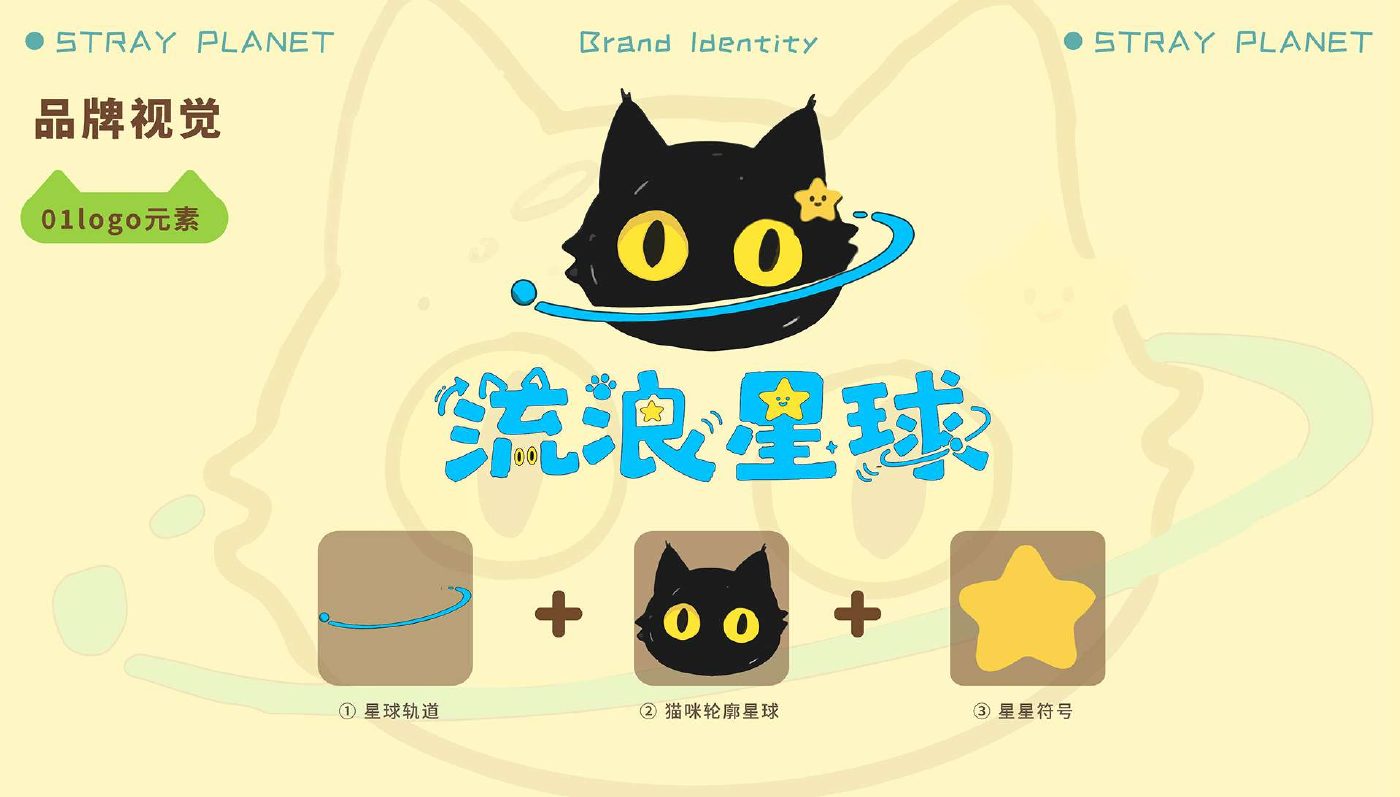 STRAY PLANET
Brand Identity
STRAY PLANET
品牌视觉
01logo元素
流浪星球
① 星球轨道
② 猫咪轮廓星球
③ 星星符号